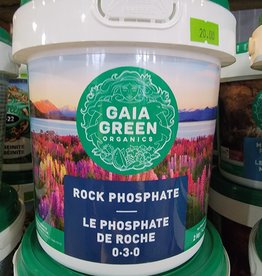 20.00
GAIA
GREEN
ORGANICS
ROCK PHOSPHATE
LE PHOSPHATE
DE ROCHE
0-3-0